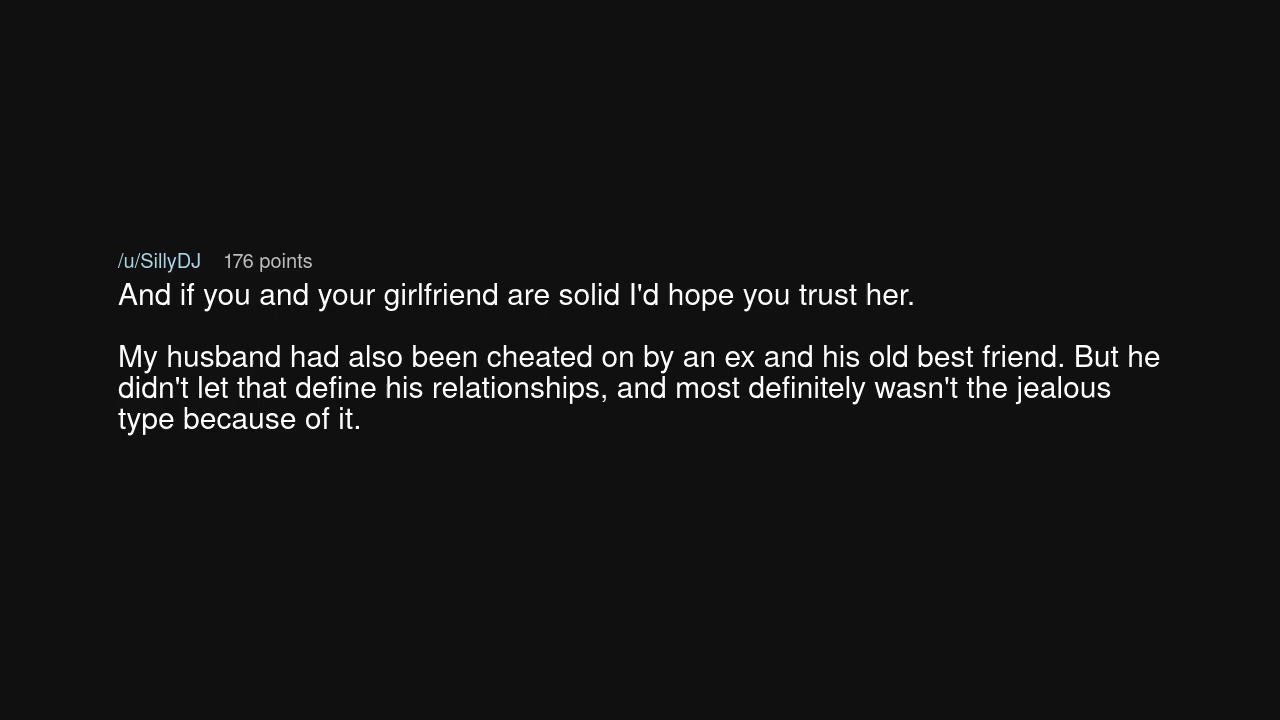 /u/SillyDJ 176 points
And if you and your girlfriend are solid I'd hope you trust her.
My husband had also been cheated on by an ex and his old best friend. But he
didn't let that define his relationships, and most definitely wasn't the jealous
type because of it.